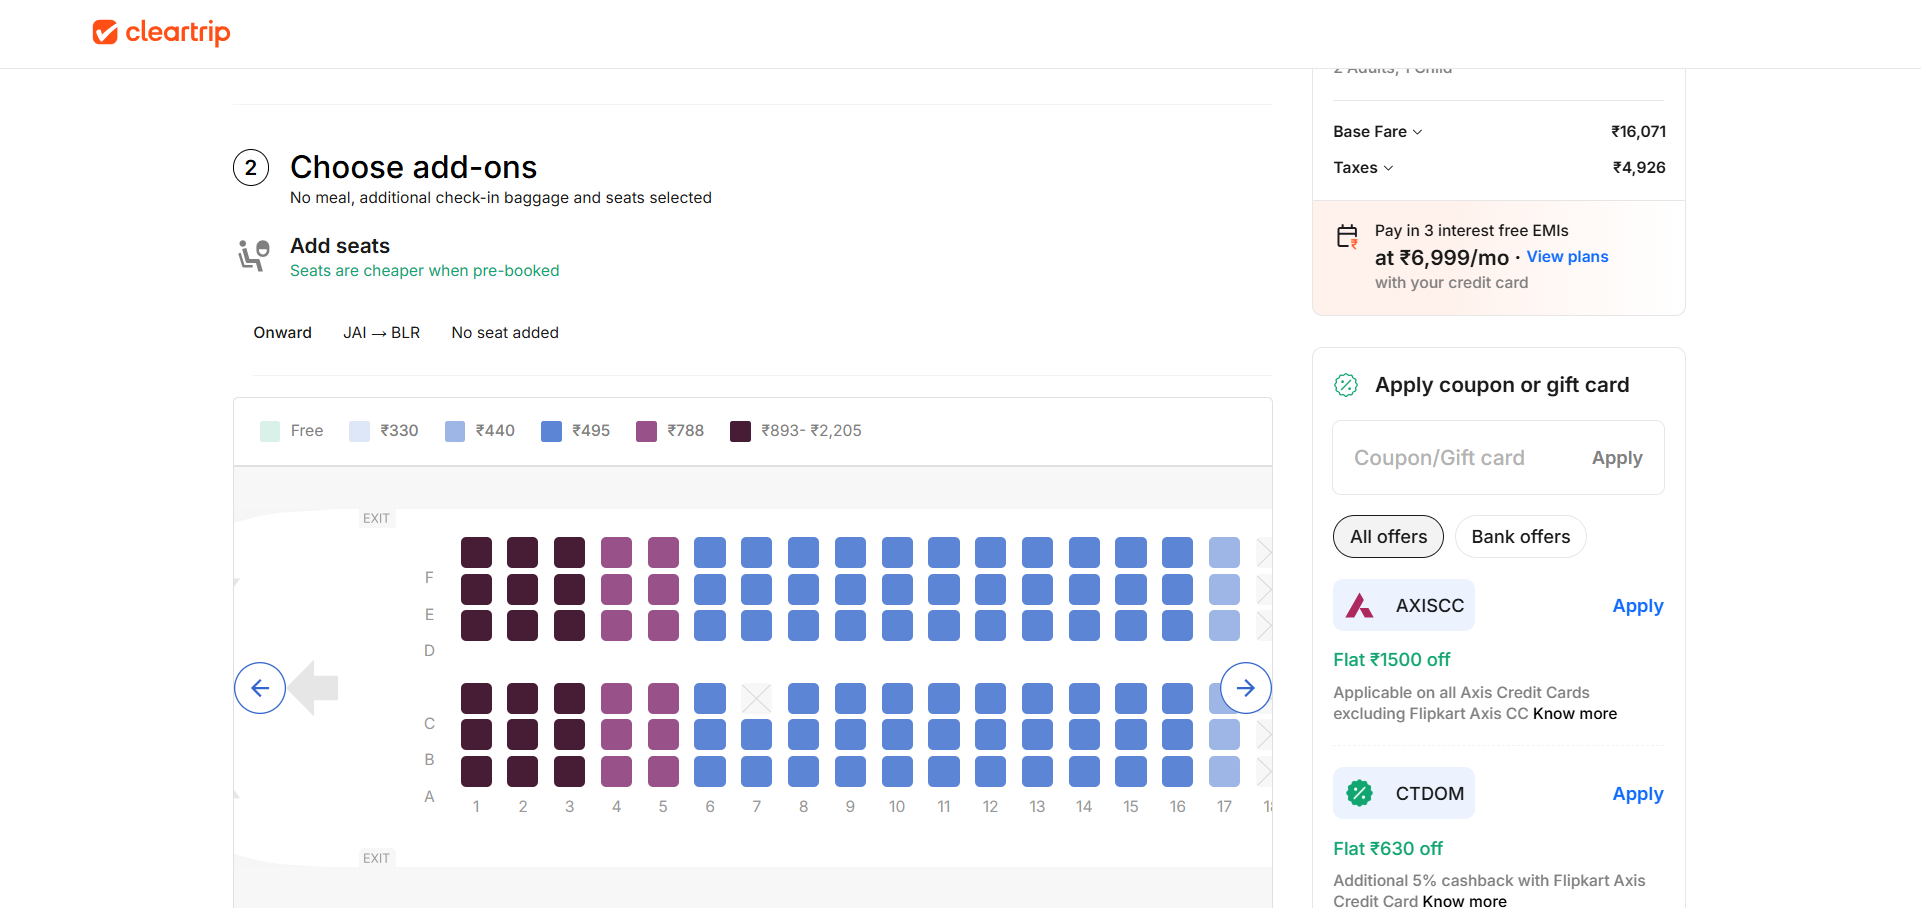 cleartrip
2 Adults, 1 Child
Base Fare ₹16,071
Taxes ₹4,926
Pay in 3 interest free EMIs
at ₹6,999/mo · View plans
with your credit card
2 Choose add-ons
No meal, additional check-in baggage and seats selected
Add seats
Seats are cheaper when pre-booked
Onward JAI → BLR No seat added
Free ₹330 ₹440 ₹495 ₹788 ₹893- ₹2,205
EXIT
F
E
D
C
B
A
1 2 3 4 5 6 7 8 9 10 11 12 13 14 15 16 17 18
EXIT
Apply coupon or gift card
Coupon/Gift card Apply
All offers Bank offers
AXISCC Apply
Flat ₹1500 off
Applicable on all Axis Credit Cards
excluding Flipkart Axis CC Know more
CTDOM Apply
Flat ₹630 off
Additional 5% cashback with Flipkart Axis
Credit Card Know more